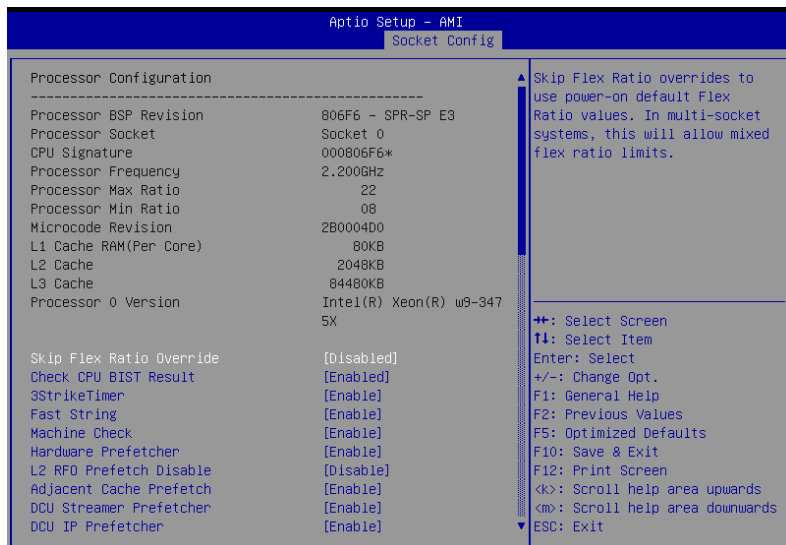 Aptio Setup - AMI
Socket Config
Processor Configuration
--------------------------------------------------
Processor BSP Revision 806F6 - SPR-SP E3
Processor Socket Socket 0
CPU Signature 000806F6*
Processor Frequency 2.200GHz
Processor Max Ratio 22
Processor Min Ratio 08
Microcode Revision 2B0004D0
L1 Cache RAM(Per Core) 80KB
L2 Cache 2048KB
L3 Cache 84480KB
Processor 0 Version Intel(R) Xeon(R) w9-347
5X
Skip Flex Ratio Override [Disabled]
Check CPU BIST Result [Enabled]
3StrikeTimer [Enable]
Fast String [Enable]
Machine Check [Enable]
Hardware Prefetcher [Enable]
L2 RFO Prefetch Disable [Disable]
Adjacent Cache Prefetch [Enable]
DCU Streamer Prefetcher [Enable]
DCU IP Prefetcher [Enable]
Skip Flex Ratio overrides to
use power-on default Flex
Ratio values. In multi-socket
systems, this will allow mixed
flex ratio limits.
→←: Select Screen
↑↓: Select Item
Enter: Select
+/-: Change Opt.
F1: General Help
F2: Previous Values
F5: Optimized Defaults
F10: Save & Exit
F12: Print Screen
<k>: Scroll help area upwards
<m>: Scroll help area downwards
ESC: Exit